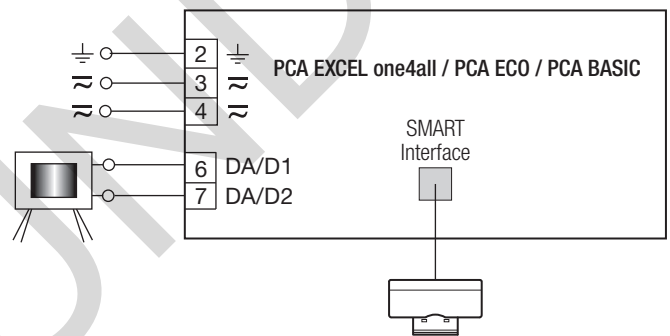 2
3
4
PCA EXCEL one4all / PCA ECO / PCA BASIC
SMART
Interface
6 DA/D1
7 DA/D2